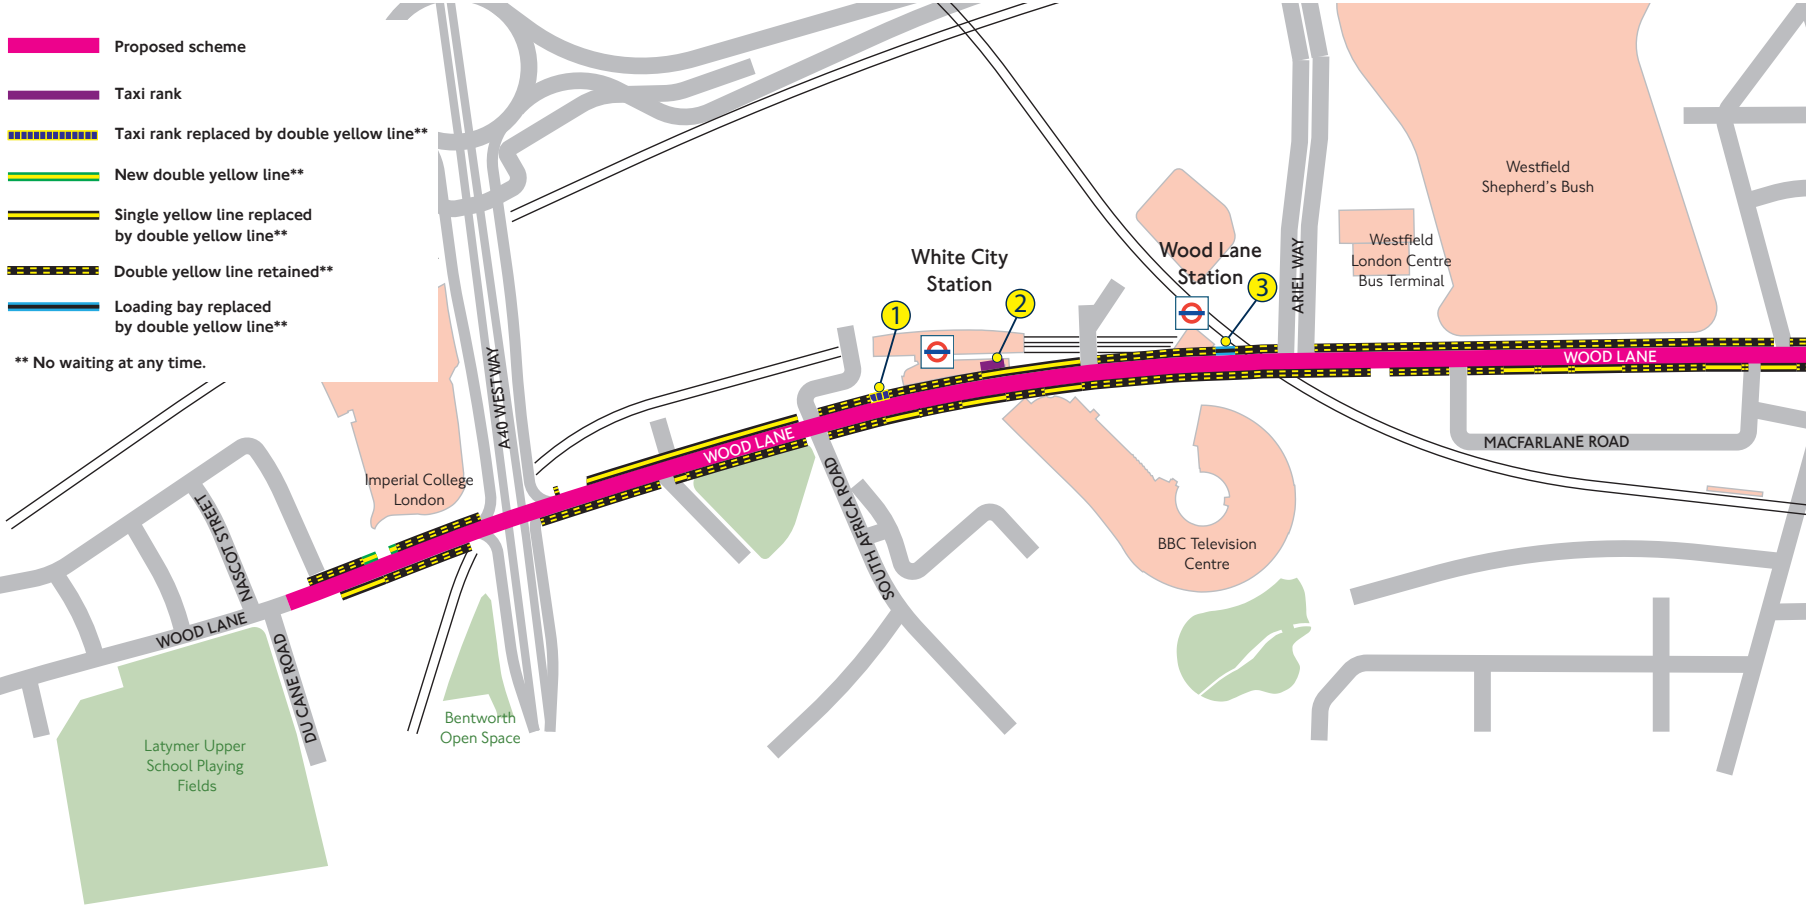 Proposed scheme
Taxi rank
Taxi rank replaced by double yellow line**
New double yellow line**
Single yellow line replaced
by double yellow line**
Double yellow line retained**
Loading bay replaced
by double yellow line**
** No waiting at any time.
Westfield
Shepherd's Bush
White City
Station
Wood Lane
Station
Westfield
London Centre
Bus Terminal
ARIEL WAY
1
2
3
WOOD LANE
A40 WESTWAY
WOOD LANE
MACFARLANE ROAD
Imperial College
London
SOUTH AFRICA ROAD
NASCOT STREET
BBC Television
Centre
WOOD LANE
DU CANE ROAD
Bentworth
Open Space
Latymer Upper
School Playing
Fields